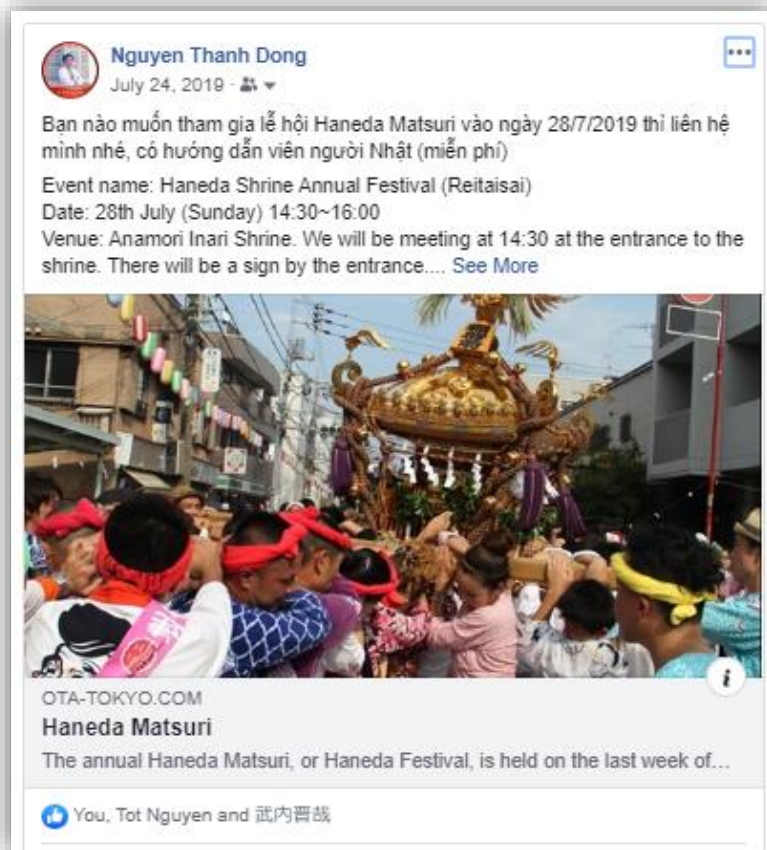 Nguyen Thanh Dong
July 24, 2019 ·
Bạn nào muốn tham gia lễ hội Haneda Matsuri vào ngày 28/7/2019 thì liên hệ
mình nhé, có hướng dẫn viên người Nhật (miễn phí)
Event name: Haneda Shrine Annual Festival (Reitaisai)
Date: 28th July (Sunday) 14:30~16:00
Venue: Anamori Inari Shrine. We will be meeting at 14:30 at the entrance to the
shrine. There will be a sign by the entrance.... See More
i
OTA-TOKYO.COM
Haneda Matsuri
The annual Haneda Matsuri, or Haneda Festival, is held on the last week of...
You, Tot Nguyen and 武内晋哉